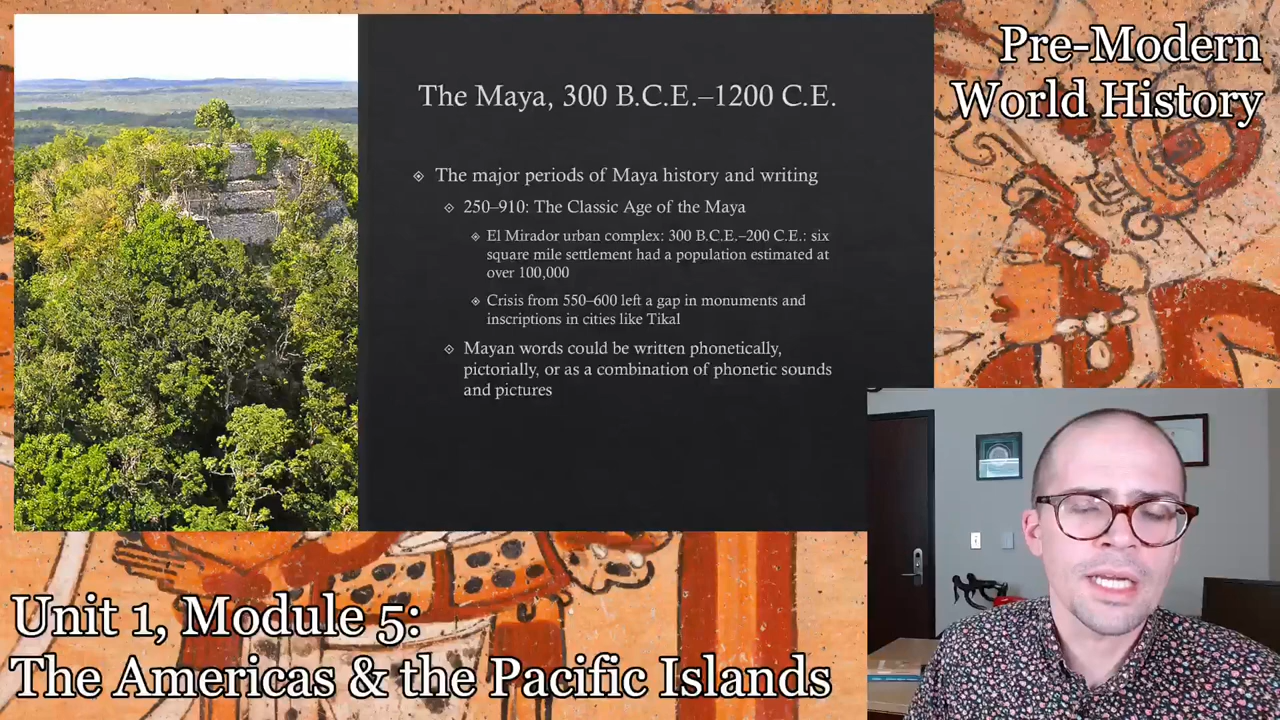 Pre-Modern
World History
The Maya, 300 B.C.E.–1200 C.E.
The major periods of Maya history and writing
250–910: The Classic Age of the Maya
El Mirador urban complex: 300 B.C.E.–200 C.E.: six
square mile settlement had a population estimated at
over 100,000
Crisis from 550–600 left a gap in monuments and
inscriptions in cities like Tikal
Mayan words could be written phonetically,
pictorially, or as a combination of phonetic sounds
and pictures
Unit 1, Module 5:
The Americas & the Pacific Islands